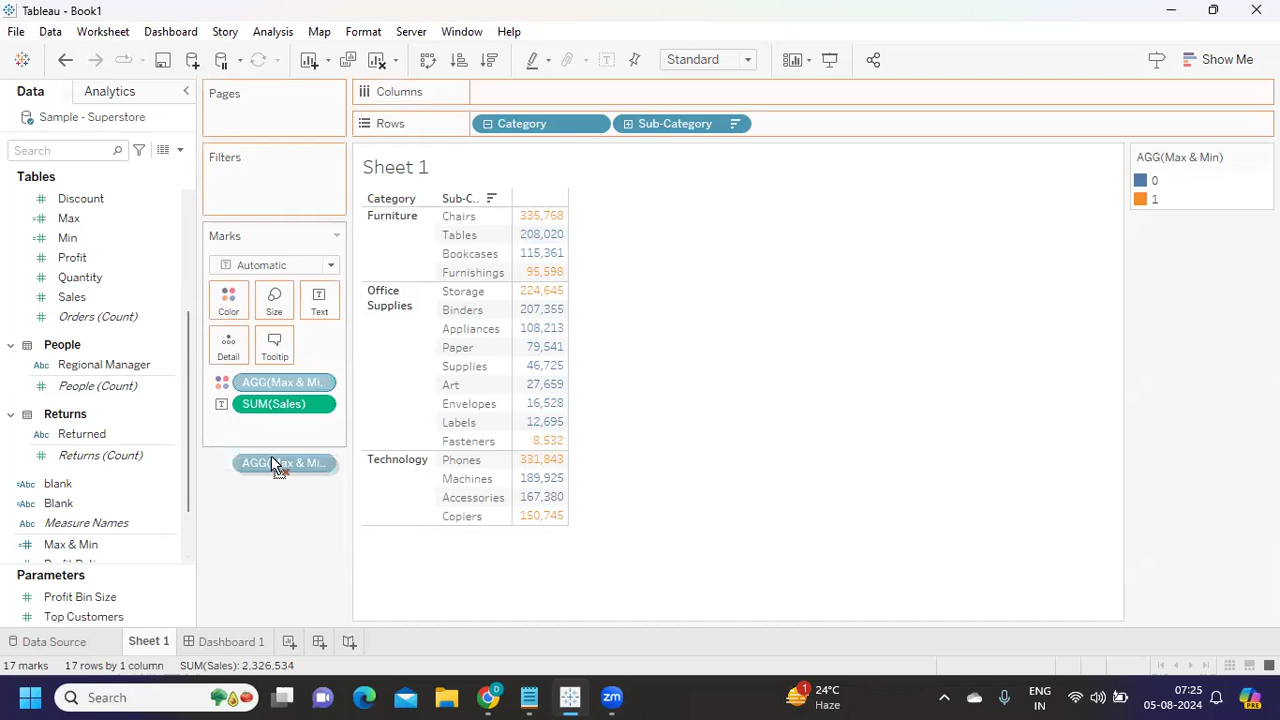 Tableau - Book1
File Data Worksheet Dashboard Story Analysis Map Format Server Window Help
Standard
Show Me
Data Analytics
Sample - Superstore
Search
Tables
Discount
Max
Min
Profit
Quantity
Sales
Orders (Count)
People
Abc Regional Manager
People (Count)
Returns
Abc Returned
Returns (Count)
Abc blank
Abc Blank
Abc Measure Names
Max & Min
Parameters
Profit Bin Size
Top Customers
Pages
Filters
Marks
Automatic
Color Size Text
Detail Tooltip
AGG(Max & Mi..
SUM(Sales)
AGG(Max & Mi..
Columns
Rows Category Sub-Category
Sheet 1
Category Sub-C..
Furniture Chairs 335,768
Tables 208,020
Bookcases 115,361
Furnishings 95,598
Office Supplies Storage 224,645
Binders 207,355
Appliances 108,213
Paper 79,541
Supplies 46,725
Art 27,659
Envelopes 16,528
Labels 12,695
Fasteners 8,532
Technology Phones 331,843
Machines 189,925
Accessories 167,380
Copiers 150,745
AGG(Max & Min)
0
1
Data Source Sheet 1 Dashboard 1
17 marks 17 rows by 1 column SUM(Sales): 2,326,534
Search
24°C
Haze
ENG
IN
07:25
05-08-2024